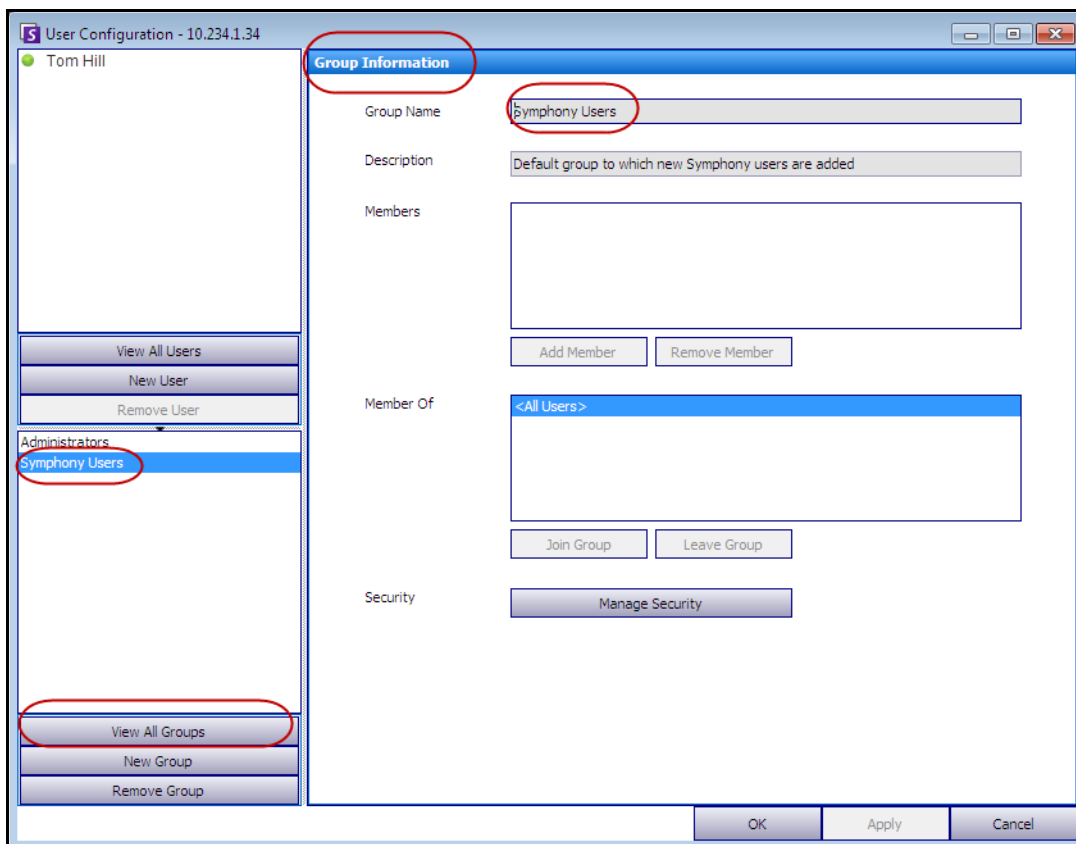 User Configuration - 10.234.1.34
Tom Hill
View All Users
New User
Remove User
Administrators
Symphony Users
View All Groups
New Group
Remove Group
Group Information
Group Name
Symphony Users
Description
Default group to which new Symphony users are added
Members
Add Member
Remove Member
Member Of
<All Users>
Join Group
Leave Group
Security
Manage Security
OK
Apply
Cancel